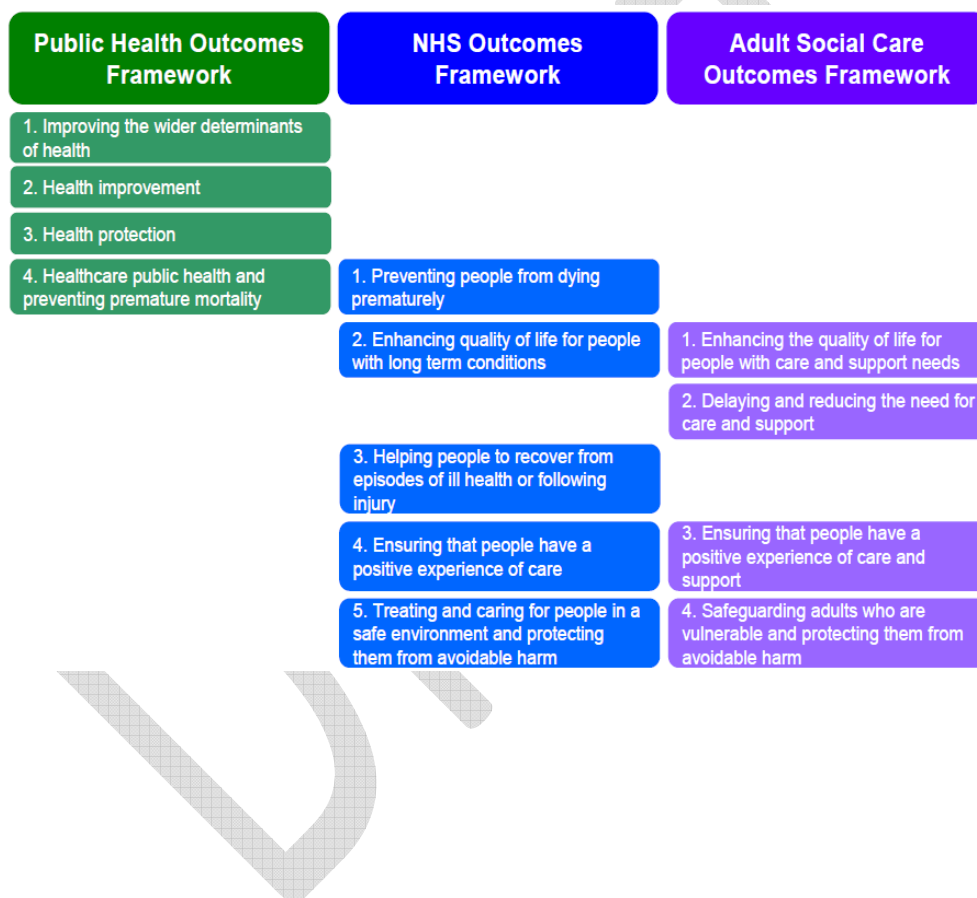 Public Health Outcomes
Framework
NHS Outcomes
Framework
Adult Social Care
Outcomes Framework
1. Improving the wider determinants
of health
2. Health improvement
3. Health protection
4. Healthcare public health and
preventing premature mortality
1. Preventing people from dying
prematurely
2. Enhancing quality of life for people
with long term conditions
1. Enhancing the quality of life for
people with care and support needs
2. Delaying and reducing the need for
care and support
3. Helping people to recover from
episodes of ill health or following
injury
4. Ensuring that people have a
positive experience of care
3. Ensuring that people have a
positive experience of care and
support
5. Treating and caring for people in a
safe environment and protecting
them from avoidable harm
4. Safeguarding adults who are
vulnerable and protecting them from
avoidable harm